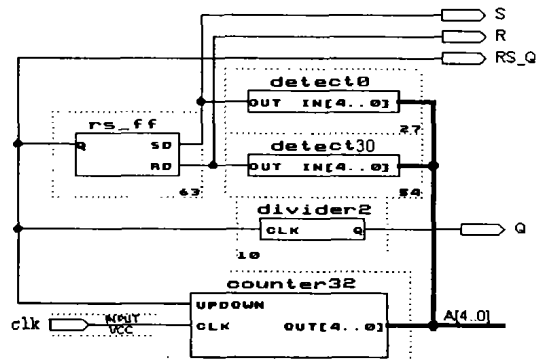 S
R
RS_Q
detect0
OUT IN[4..0]
27
rs_ff
Q SD
RD
63
detect30
OUT IN[4..0]
54
divider2
CLK Q
10
Q
counter32
UPDOWN
CLK OUT[4..0]
clk
INPUT
VCC
A[4..0]